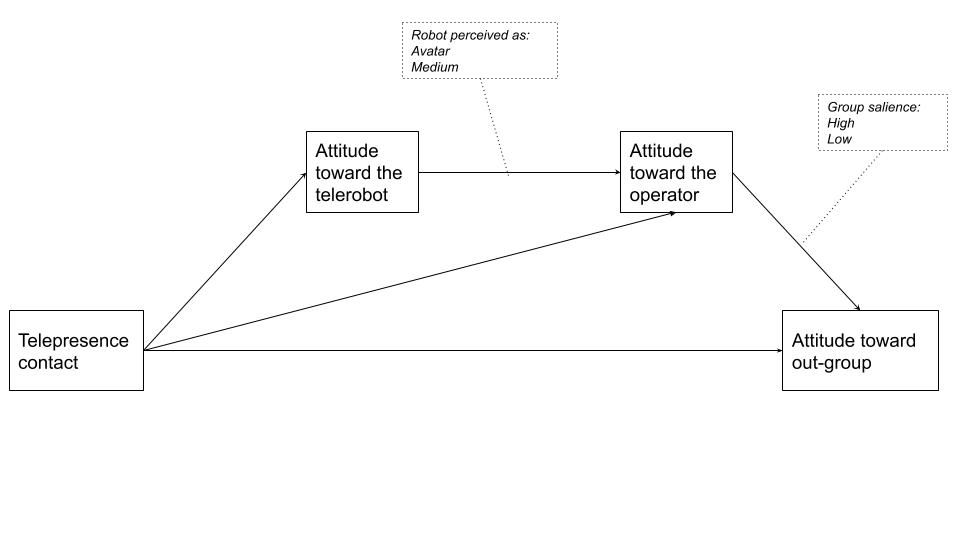 Robot perceived as:
Avatar
Medium
Group salience:
High
Low
Attitude
toward the
telerobot
Attitude
toward the
operator
Telepresence
contact
Attitude toward
out-group